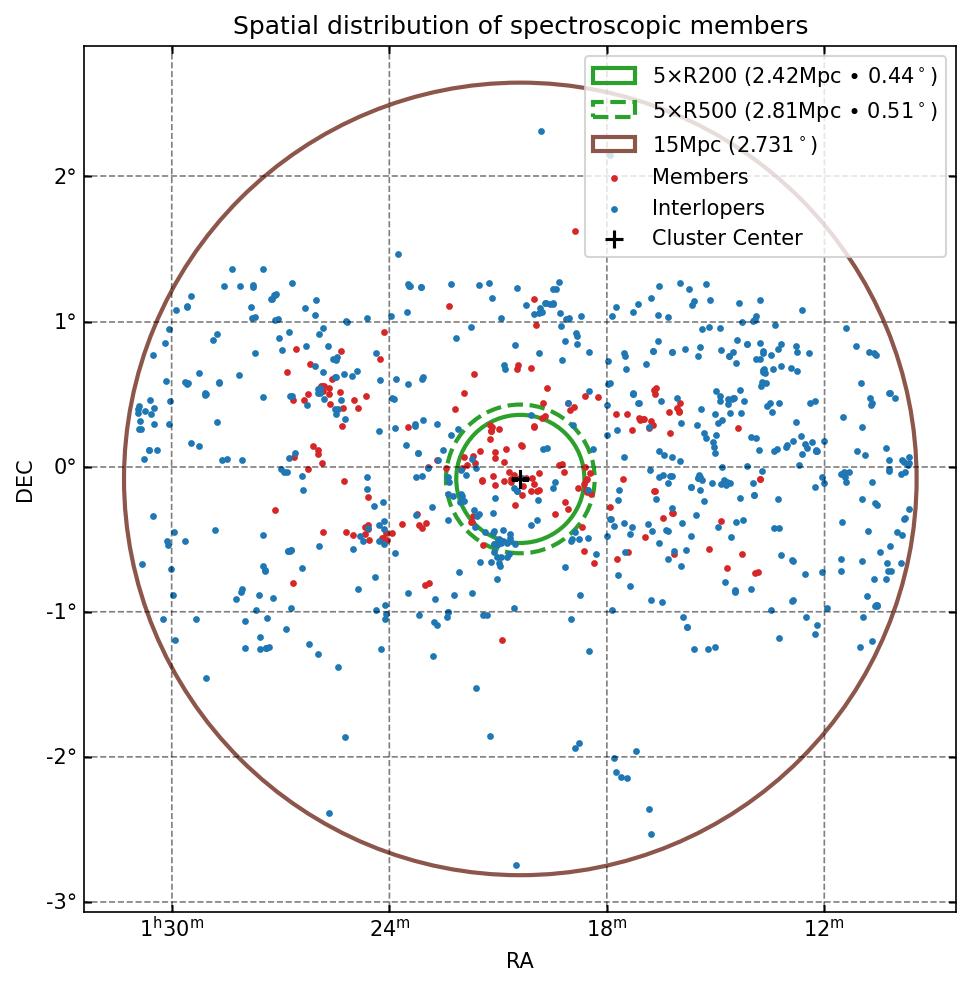 Spatial distribution of spectroscopic members
5×R200 (2.42Mpc • 0.44°)
5×R500 (2.81Mpc • 0.51°)
15Mpc (2.731°)
Members
Interlopers
Cluster Center
2°
1°
0°
-1°
-2°
-3°
DEC
1ʰ30ᵐ 24ᵐ 18ᵐ 12ᵐ
RA